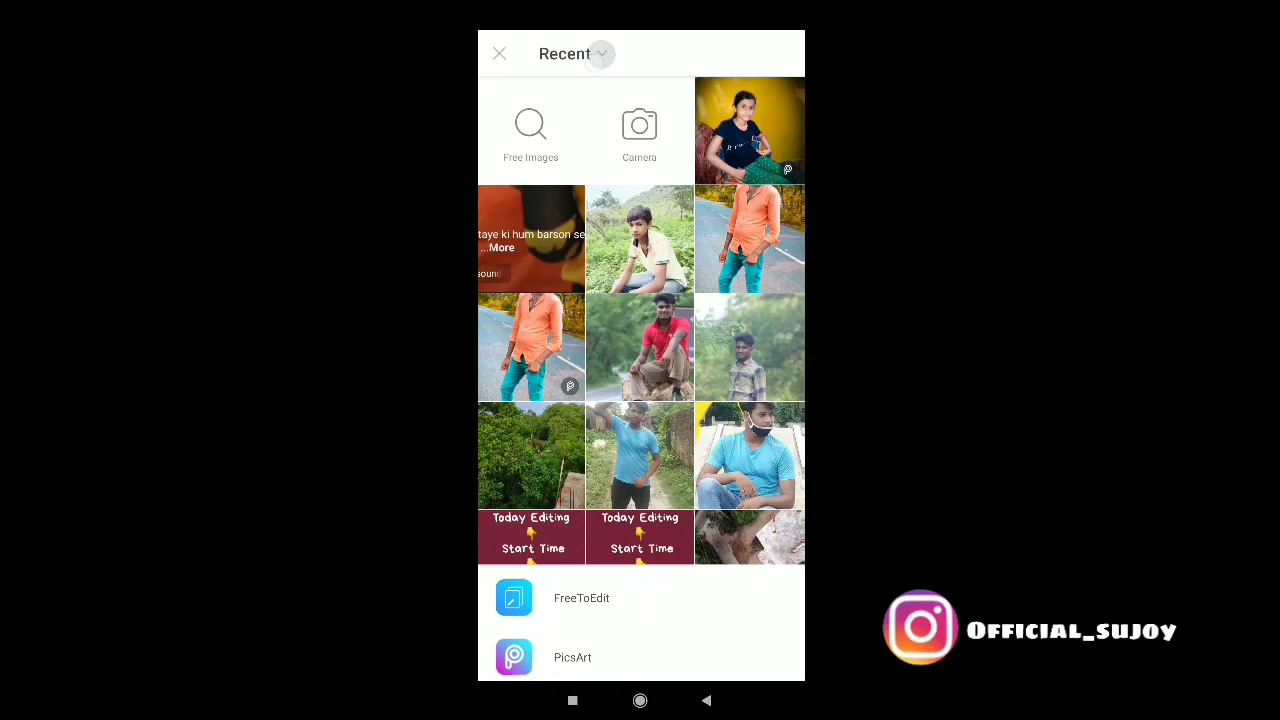 Recent
Free Images
Camera
taye ki hum barson se
...More
sound
Today Editing
Start Time
Today Editing
Start Time
FreeToEdit
PicsArt
Official_sujoy